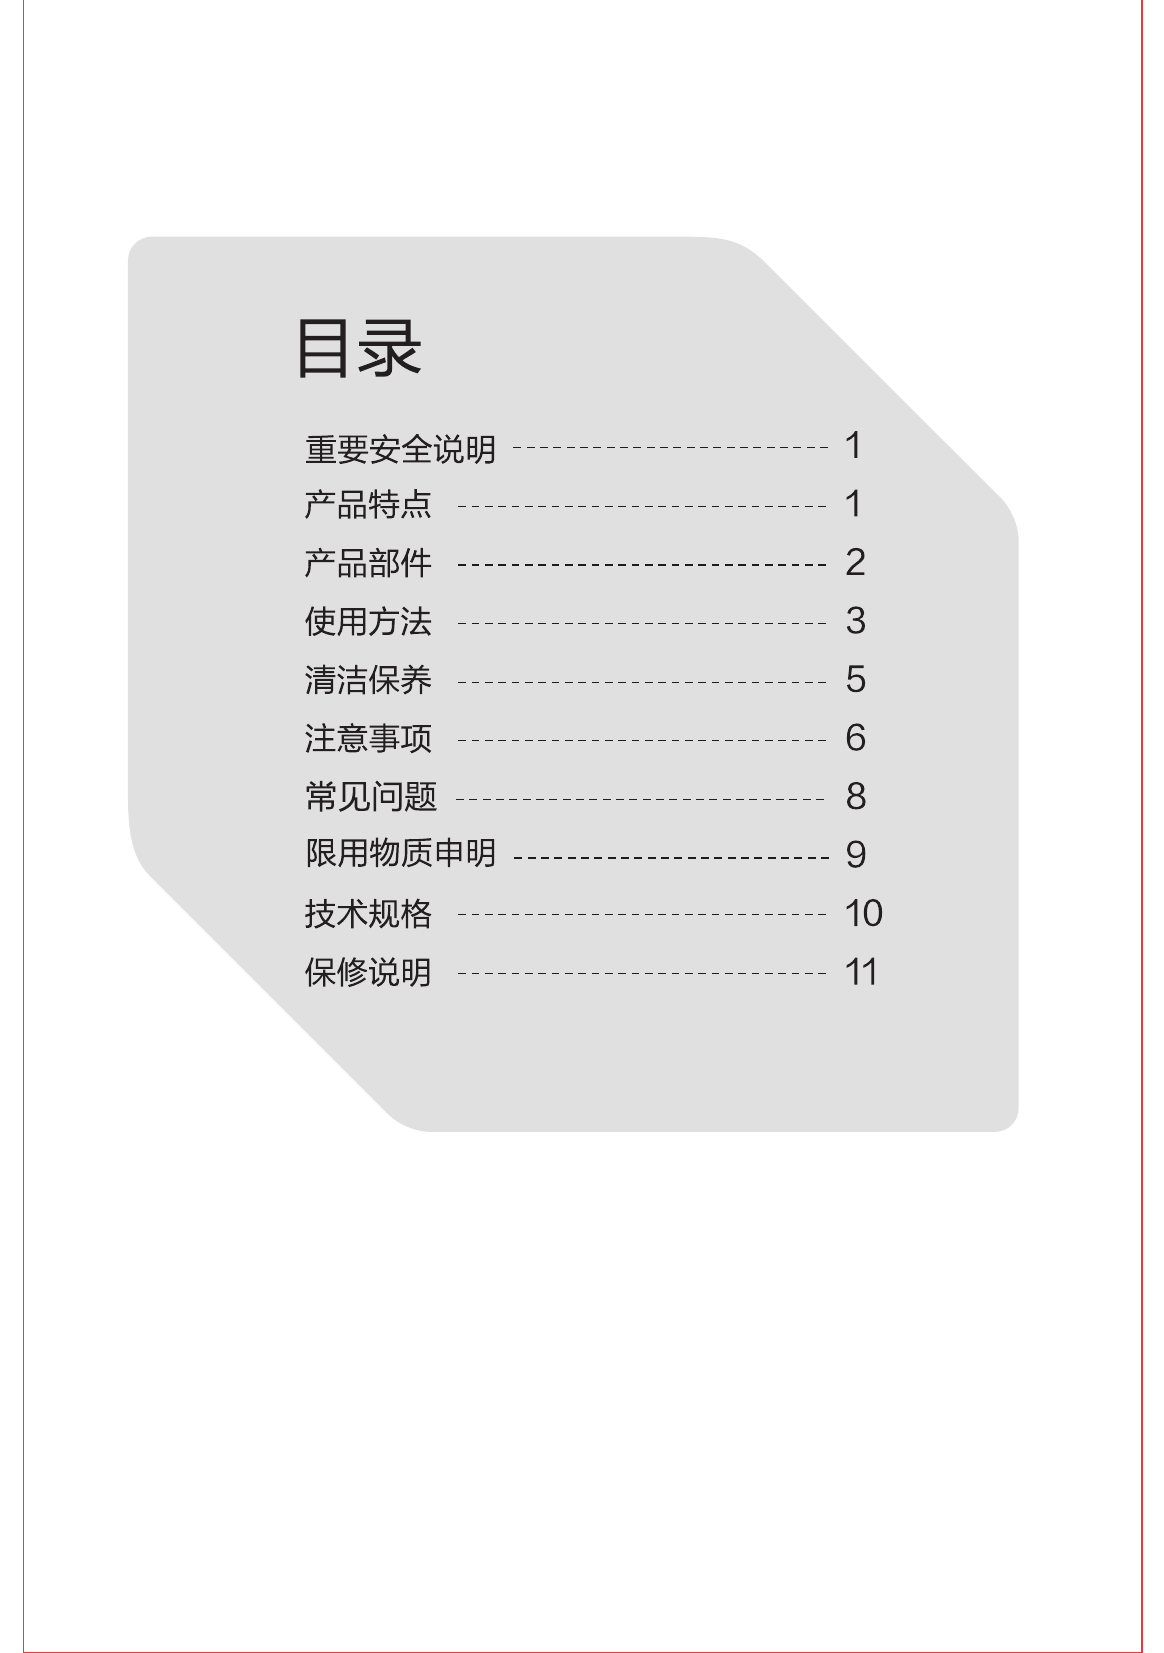 目录
重要安全说明 ------------------------ 1
产品特点 ---------------------------- 1
产品部件 ---------------------------- 2
使用方法 ---------------------------- 3
清洁保养 ---------------------------- 5
注意事项 ---------------------------- 6
常见问题 ---------------------------- 8
限用物质申明 ------------------------ 9
技术规格 ---------------------------- 10
保修说明 ---------------------------- 11